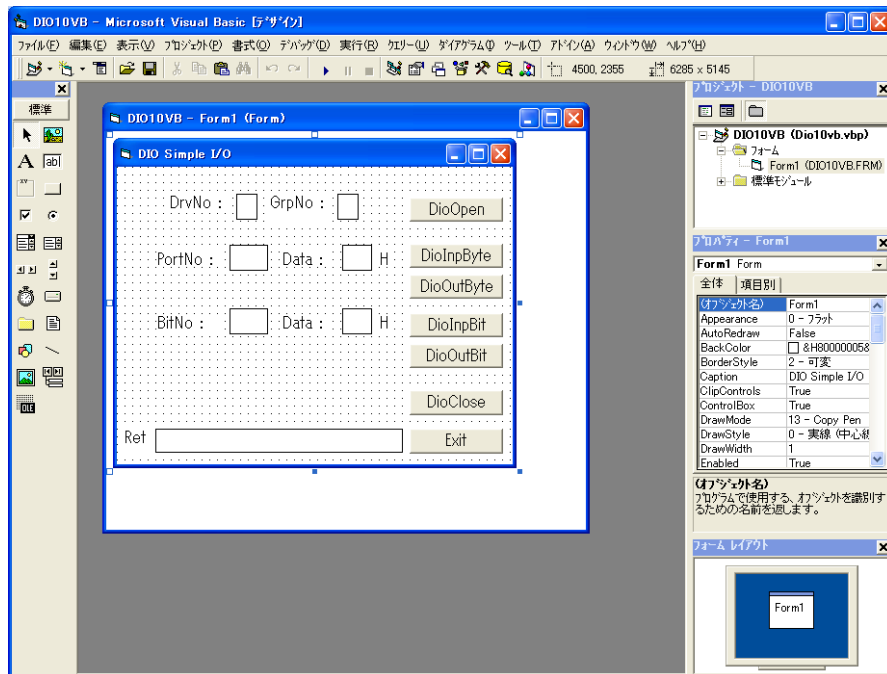 DIO10VB - Microsoft Visual Basic [ﾃﾞｻﾞｲﾝ]
ﾌｧｲﾙ(F) 編集(E) 表示(V) ﾌﾟﾛｼﾞｪｸﾄ(P) 書式(O) ﾃﾞﾊﾞｯｸﾞ(D) 実行(R) ｸｴﾘｰ(U) ﾀﾞｲｱｸﾞﾗﾑ(I) ﾂｰﾙ(T) ｱﾄﾞｲﾝ(A) ｳｨﾝﾄﾞｳ(W) ﾍﾙﾌﾟ(H)
4500, 2355 6285 x 5145
標準
A ab|
OLE
DIO10VB - Form1 (Form)
DIO Simple I/O
DrvNo : GrpNo : DioOpen
PortNo : Data : H DioInpByte
DioOutByte
BitNo : Data : H DioInpBit
DioOutBit
DioClose
Ret Exit
ﾌﾟﾛｼﾞｪｸﾄ - DIO10VB
DIO10VB (Dio10vb.vbp)
ﾌｫｰﾑ
Form1 (DIO10VB.FRM)
標準ﾓｼﾞｭｰﾙ
ﾌﾟﾛﾊﾟﾃｨ - Form1
Form1 Form
全体 項目別
(ｵﾌﾞｼﾞｪｸﾄ名) Form1
Appearance 0 - ﾌﾗｯﾄ
AutoRedraw False
BackColor &H80000005&
BorderStyle 2 - 可変
Caption DIO Simple I/O
ClipControls True
ControlBox True
DrawMode 13 - Copy Pen
DrawStyle 0 - 実線 (中心線
DrawWidth 1
Enabled True
(ｵﾌﾞｼﾞｪｸﾄ名)
ﾌﾟﾛｸﾞﾗﾑで使用する、ｵﾌﾞｼﾞｪｸﾄを識別す
るための名前を返します。
ﾌｫｰﾑ ﾚｲｱｳﾄ
Form1